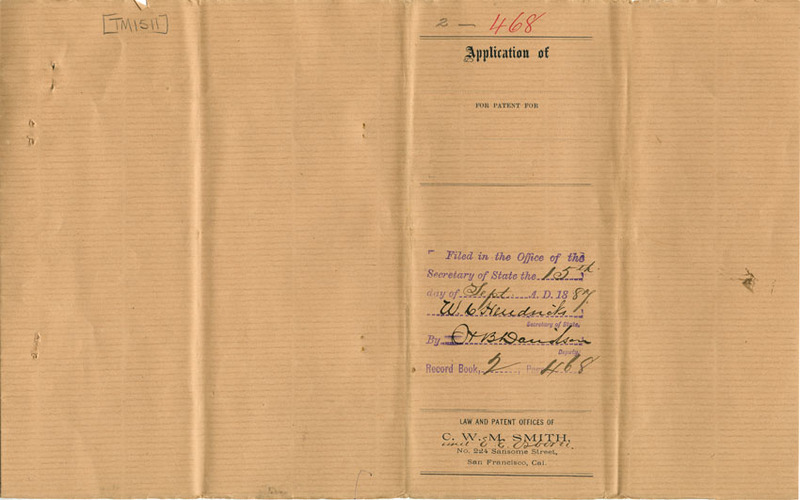 [TM1511]
2 — 468
Application of
FOR PATENT FOR
Filed in the Office of the
Secretary of State the 15th
day of Sept A. D. 1887
W. C. Hendricks
Secretary of State,
By H B Davidson
Deputy
Record Book, 2, Page 468
LAW AND PATENT OFFICES OF
C. W. M. SMITH,
and
No. 224 Sansome Street,
San Francisco, Cal.